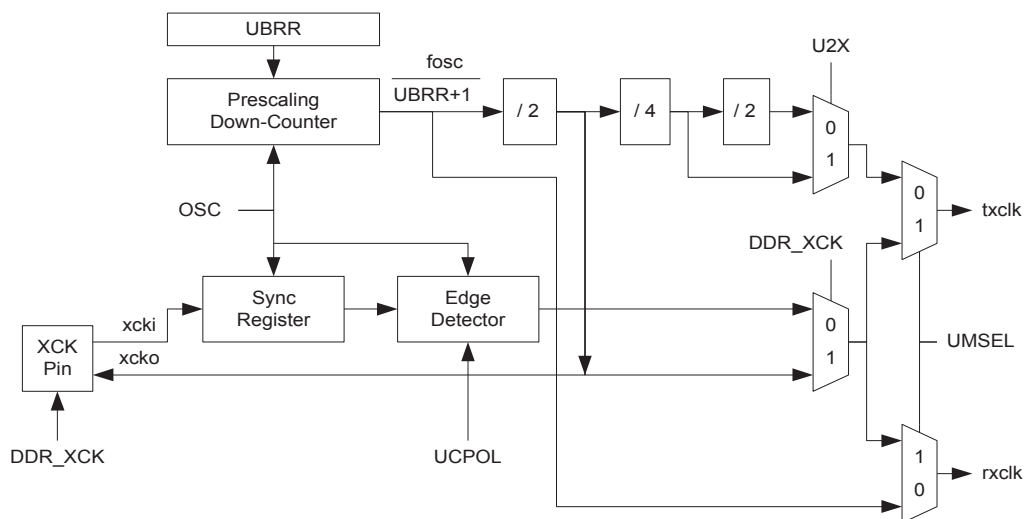 UBRR
U2X
fosc
Prescaling
Down-Counter
UBRR+1
/ 2
/ 4
/ 2
0
1
OSC
0
1
txclk
DDR_XCK
Sync
Register
Edge
Detector
xcki
0
1
XCK
Pin
xcko
UMSEL
DDR_XCK
UCPOL
1
0
rxclk